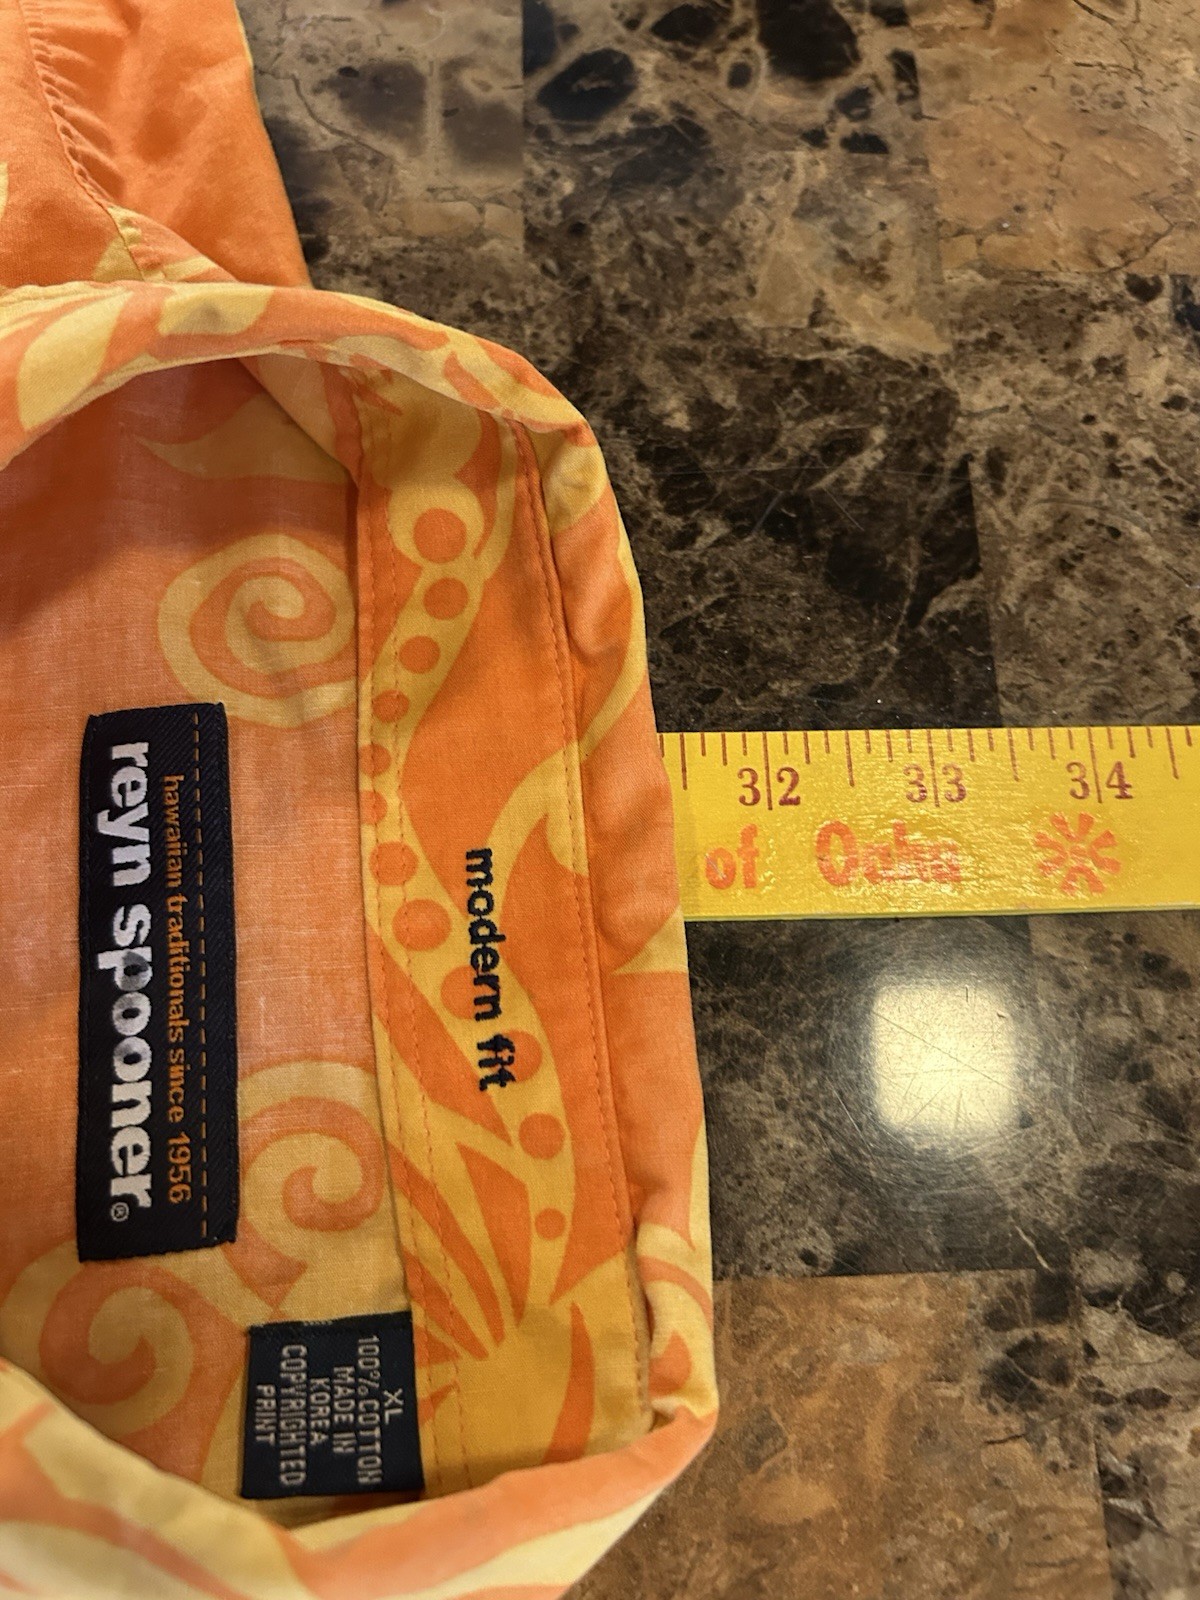 reyn spooner®
hawaiian traditionals since 1956
modern fit
XL
100% COTTON
MADE IN
KOREA
COPYRIGHTED
PRINT
32 33 34
of Oahu